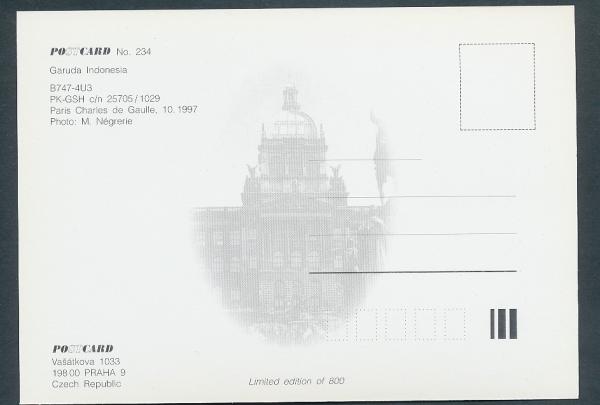 POSTCARD No. 234
Garuda Indonesia
B747-4U3
PK-GSH c/n 25705/1029
Paris Charles de Gaulle, 10.1997
Photo: M. Négrerie
POSTCARD
Vašátkova 1033
198 00 PRAHA 9
Czech Republic
Limited edition of 800